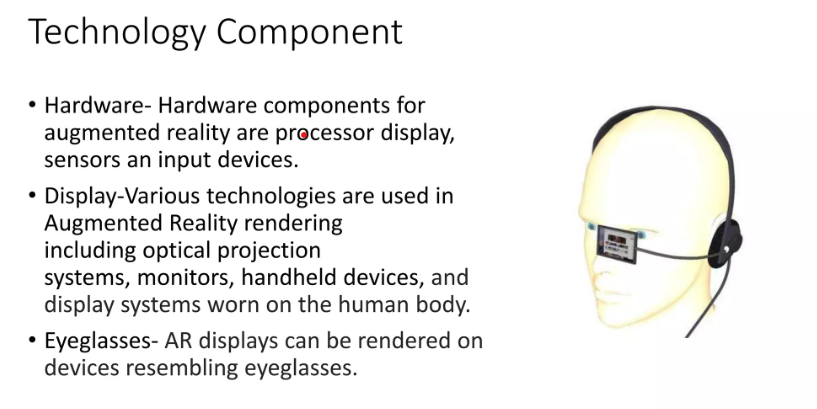 Technology Component
• Hardware- Hardware components for
augmented reality are processor display,
sensors an input devices.
• Display-Various technologies are used in
Augmented Reality rendering
including optical projection
systems, monitors, handheld devices, and
display systems worn on the human body.
• Eyeglasses- AR displays can be rendered on
devices resembling eyeglasses.